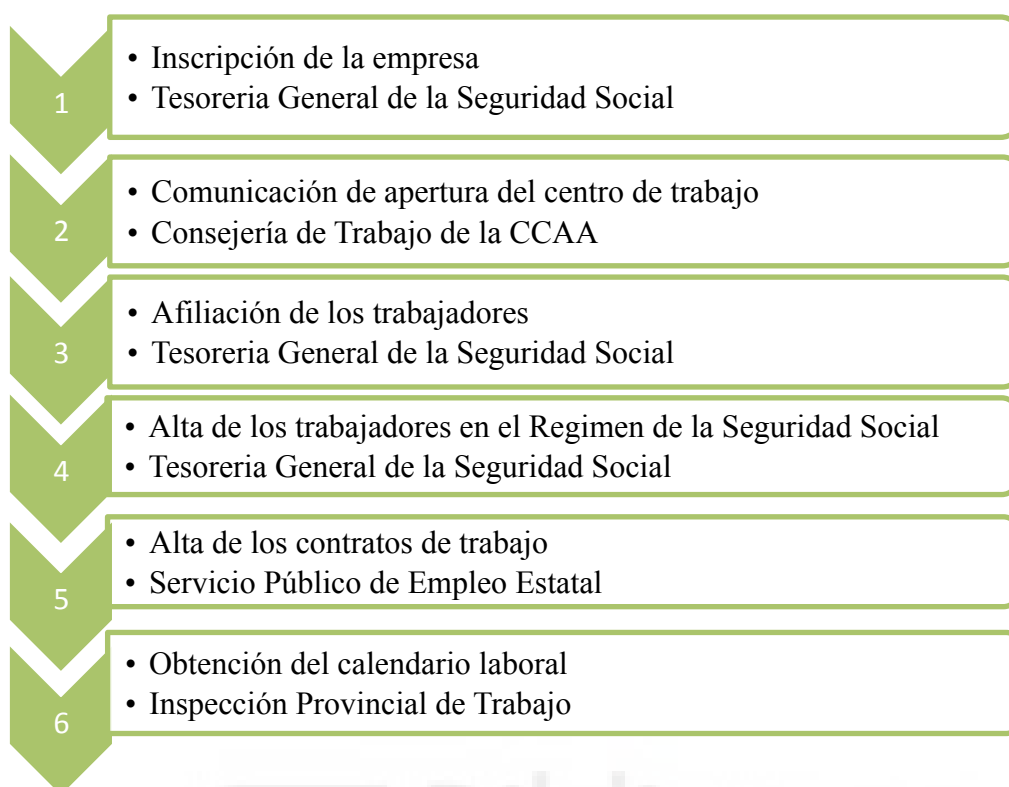 1
• Inscripción de la empresa
• Tesoreria General de la Seguridad Social
2
• Comunicación de apertura del centro de trabajo
• Consejería de Trabajo de la CCAA
3
• Afiliación de los trabajadores
• Tesoreria General de la Seguridad Social
4
• Alta de los trabajadores en el Regimen de la Seguridad Social
• Tesoreria General de la Seguridad Social
5
• Alta de los contratos de trabajo
• Servicio Público de Empleo Estatal
6
• Obtención del calendario laboral
• Inspección Provincial de Trabajo